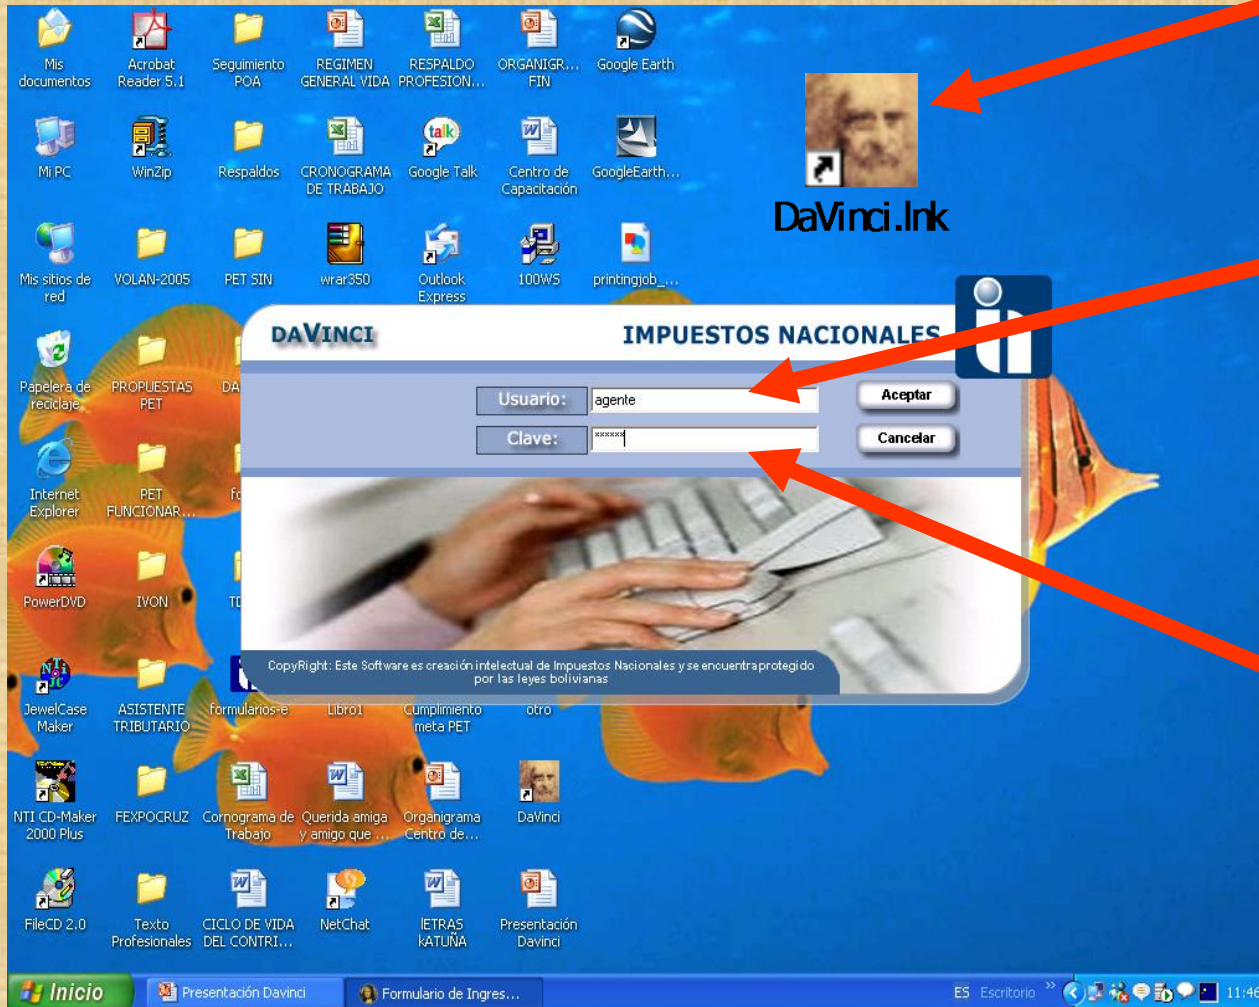 Mis
documentos
Acrobat
Reader 5.1
Seguimiento
POA
REGIMEN
GENERAL VIDA
RESPALDO
PROFESION...
ORGANIGR...
FIN
Google Earth
Mi PC
WinZip
Respaldos
CRONOGRAMA
DE TRABAJO
talk
Google Talk
Centro de
Capacitación
GoogleEarth...
DaVinci.lnk
Mis sitios de
red
VOLAN-2005
PET SIN
wrar350
Outlook
Express
100WS
printingjob_...
DAVINCI
IMPUESTOS NACIONALES
Papelera de
reciclaje
PROPUESTAS
PET
Usuario:
agente
Aceptar
Clave:
******
Cancelar
Internet
Explorer
PET
FUNCIONAR...
PowerDVD
IVON
CopyRight: Este Software es creación intelectual de Impuestos Nacionales y se encuentra protegido
por las leyes bolivianas
JewelCase
Maker
ASISTENTE
TRIBUTARIO
formularios-e
Libro1
Cumplimiento
meta PET
otro
NTI CD-Maker
2000 Plus
FEXPOCRUZ
Cornograma de
Trabajo
Querida amiga
y amigo que ...
Organigrama
Centro de...
DaVinci
FileCD 2.0
Texto
Profesionales
CICLO DE VIDA
DEL CONTRI...
NetChat
lETRAS
kATUÑA
Presentación
Davinci
Inicio
Presentación Davinci
Formulario de Ingres...
ES
Escritorio
»
11:46